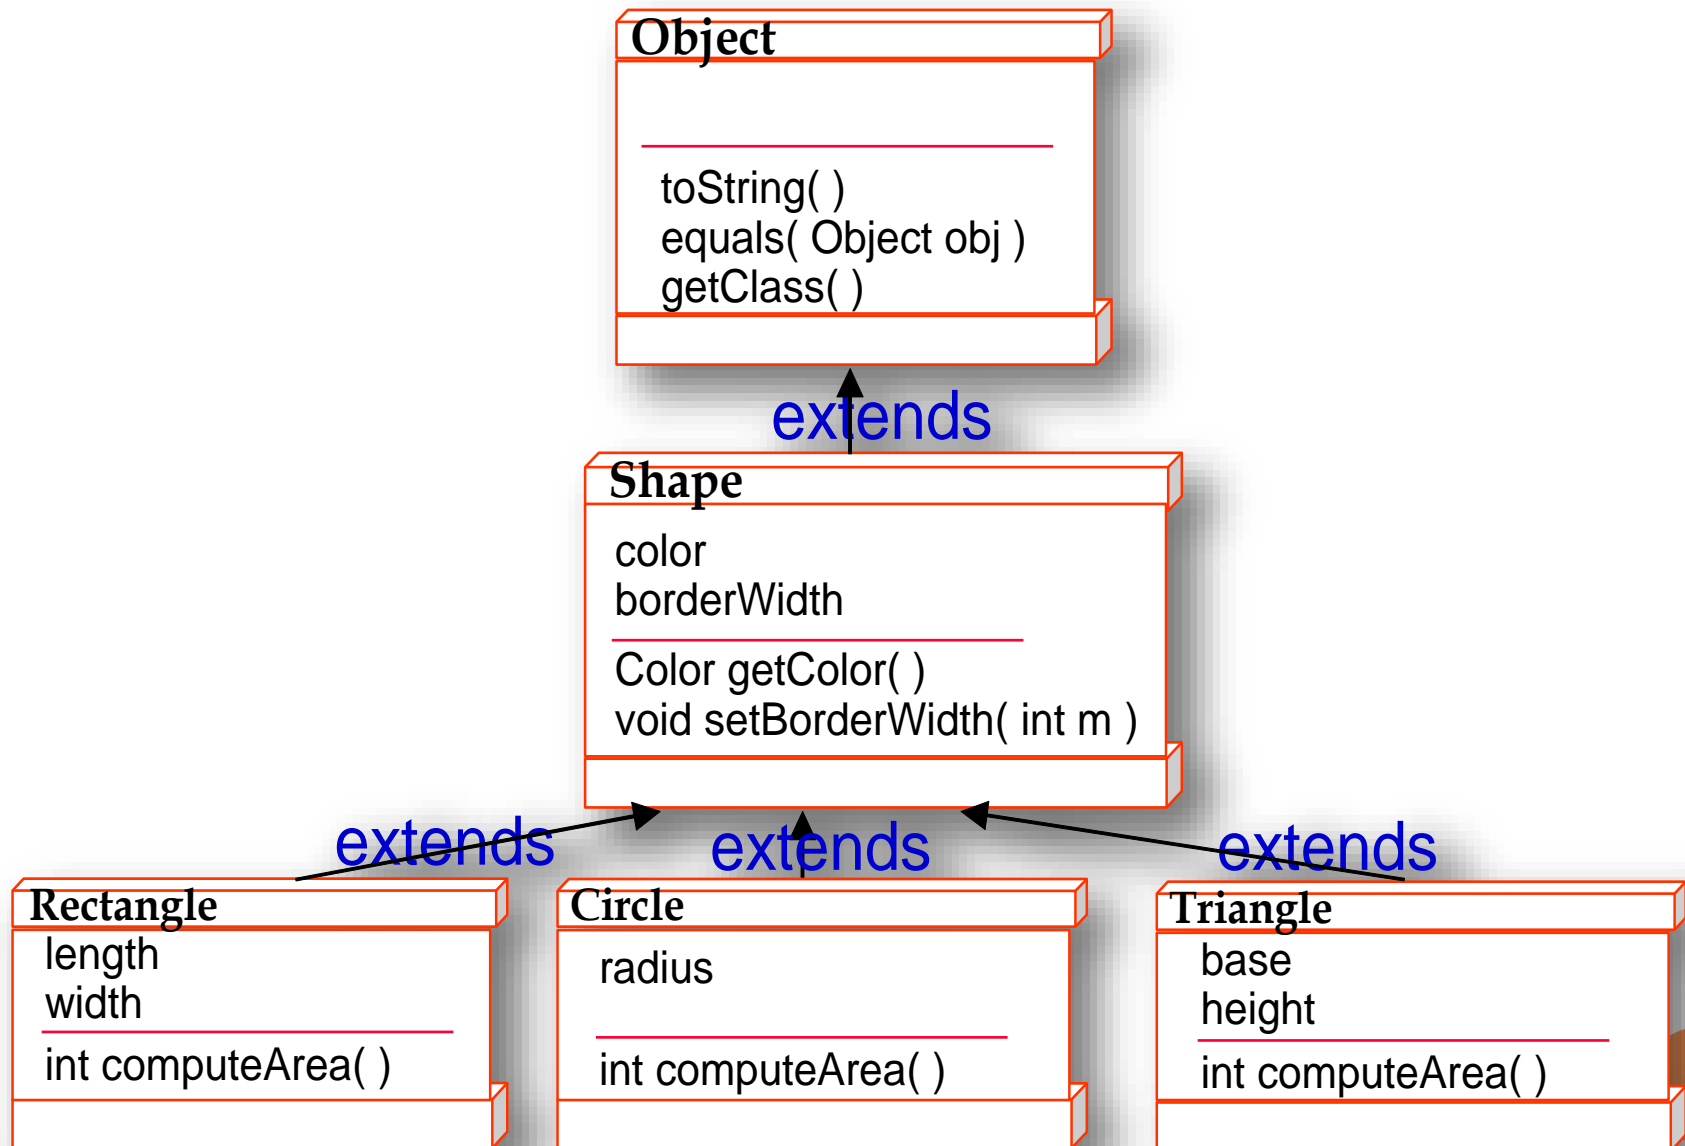 Object
toString( )
equals( Object obj )
getClass( )
extends
Shape
color
borderWidth
Color getColor( )
void setBorderWidth( int m )
extends
extends
extends
Rectangle
length
width
int computeArea( )
Circle
radius
int computeArea( )
Triangle
base
height
int computeArea( )